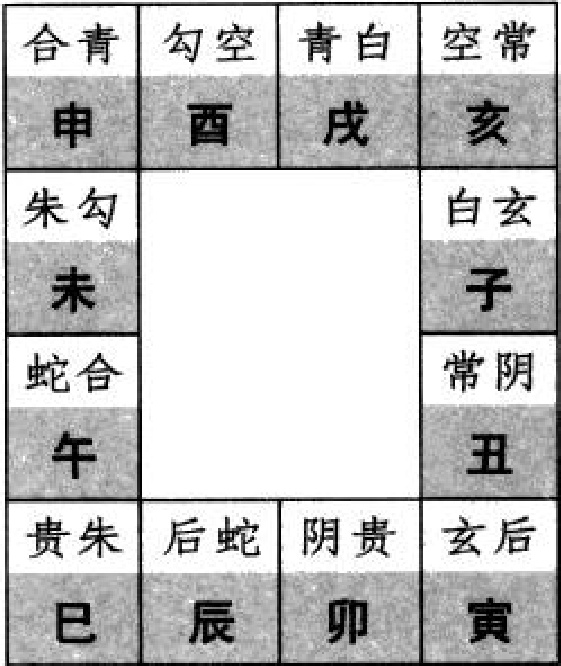 合青 勾空 青白 空常
申 酉 戌 亥
朱勾 白玄
未 子
蛇合 常阴
午 丑
贵朱 后蛇 阴贵 玄后
巳 辰 卯 寅